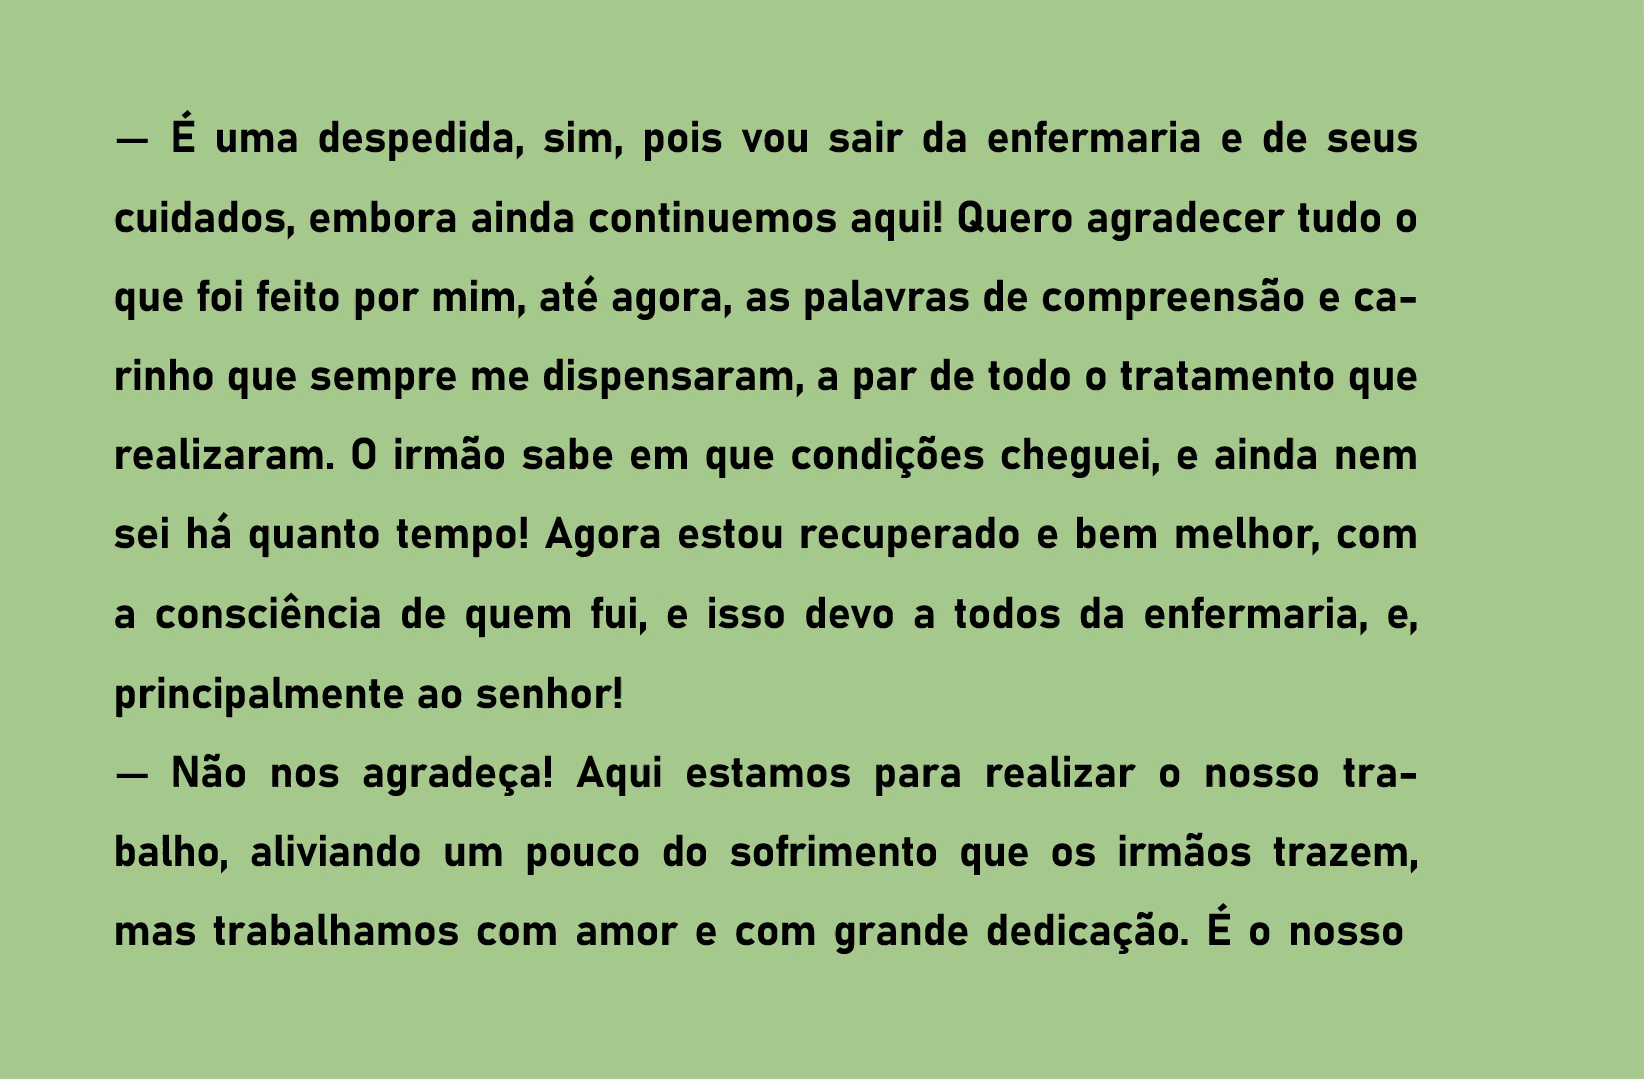 — É uma despedida, sim, pois vou sair da enfermaria e de seus
cuidados, embora ainda continuemos aqui! Quero agradecer tudo o
que foi feito por mim, até agora, as palavras de compreensão e ca-
rinho que sempre me dispensaram, a par de todo o tratamento que
realizaram. O irmão sabe em que condições cheguei, e ainda nem
sei há quanto tempo! Agora estou recuperado e bem melhor, com
a consciência de quem fui, e isso devo a todos da enfermaria, e,
principalmente ao senhor!
— Não nos agradeça! Aqui estamos para realizar o nosso tra-
balho, aliviando um pouco do sofrimento que os irmãos trazem,
mas trabalhamos com amor e com grande dedicação. É o nosso